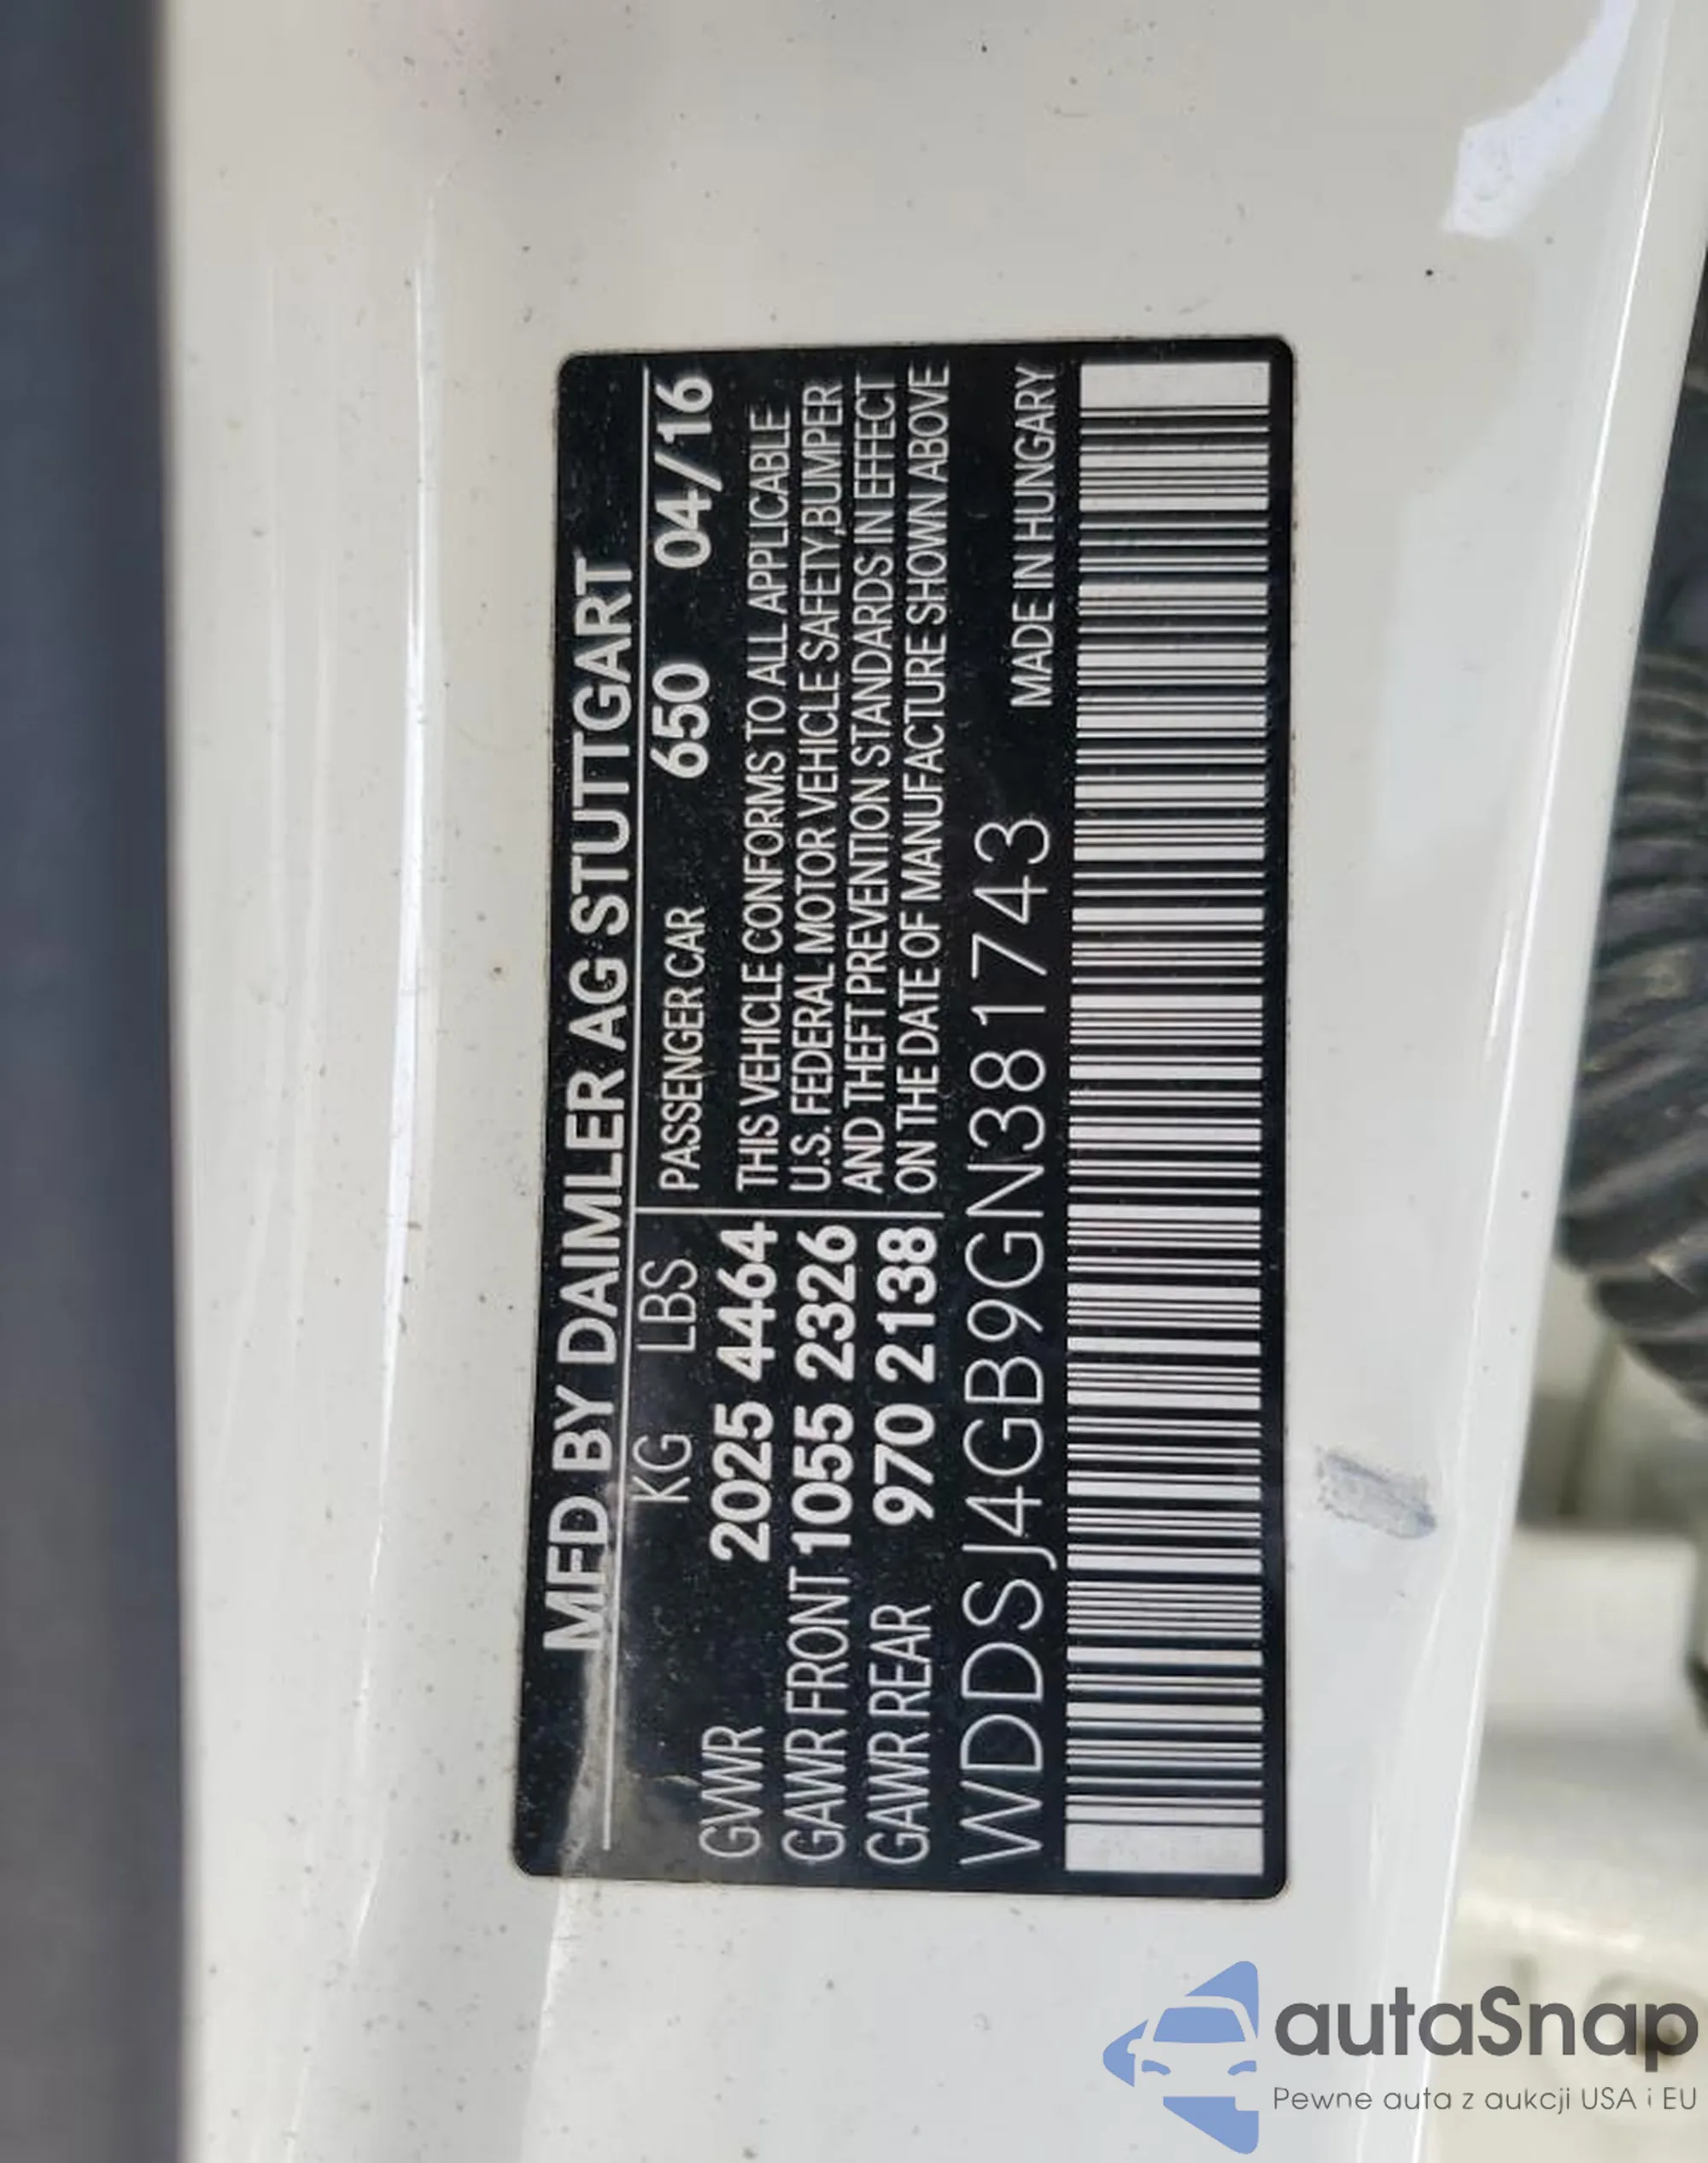 MFD BY DAIMLER AG STUTTGART
KG LBS
GVWR 2025 4464
GAWR FRONT 1055 2326
GAWR REAR 970 2138
PASSENGER CAR 650 04/16
THIS VEHICLE CONFORMS TO ALL APPLICABLE
U.S. FEDERAL MOTOR VEHICLE SAFETY, BUMPER
AND THEFT PREVENTION STANDARDS IN EFFECT
ON THE DATE OF MANUFACTURE SHOWN ABOVE
WDDSJ4GB9GN381743
MADE IN HUNGARY
autaSnap
Pewne auta z aukcji USA i EU